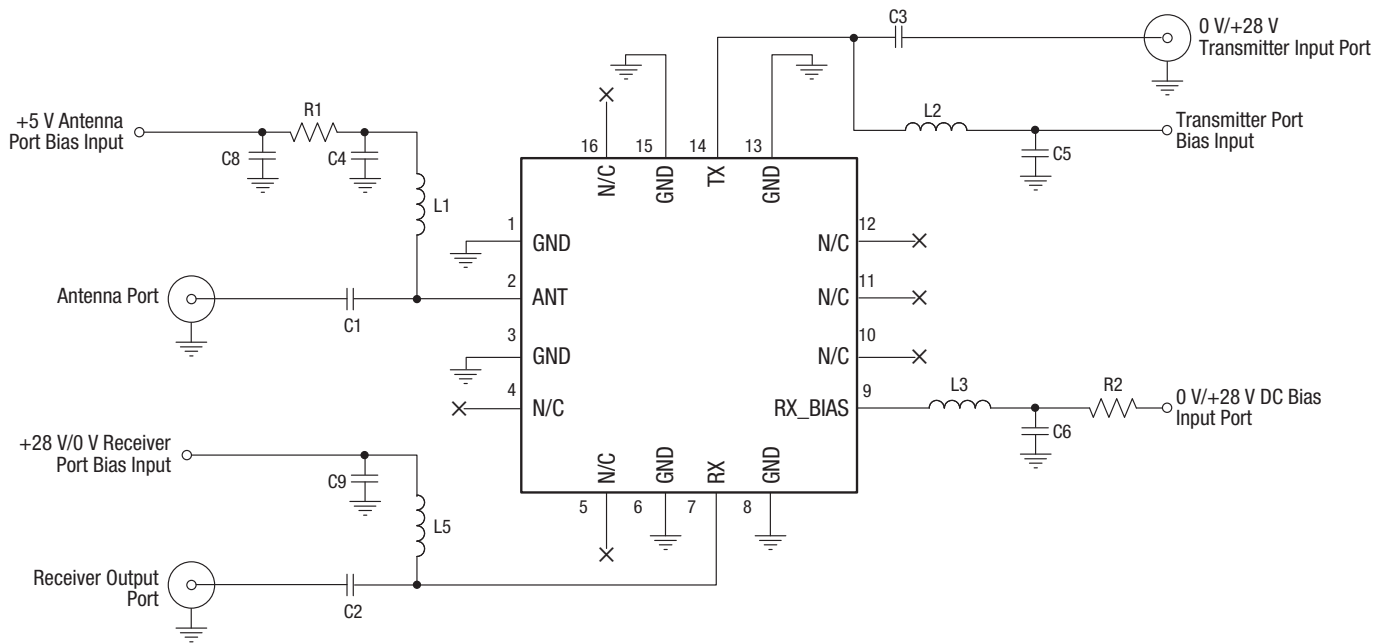 C3
0 V/+28 V
Transmitter Input Port
+5 V Antenna
Port Bias Input
R1
C8
C4
L2
Transmitter Port
Bias Input
C5
16
15
14
13
N/C
GND
TX
GND
L1
1
GND
12
N/C
Antenna Port
C1
2
ANT
11
N/C
3
GND
10
N/C
4
N/C
9
RX_BIAS
L3
R2
0 V/+28 V DC Bias
Input Port
C6
+28 V/0 V Receiver
Port Bias Input
C9
N/C
GND
RX
GND
5
6
7
8
L5
Receiver Output
Port
C2